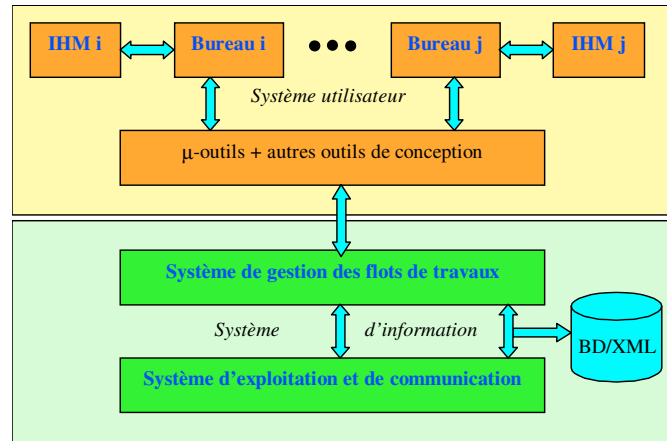 IHM i
Bureau i
•••
Bureau j
IHM j
Système utilisateur
μ-outils + autres outils de conception
Système de gestion des flots de travaux
Système d'information
BD/XML
Système d'exploitation et de communication